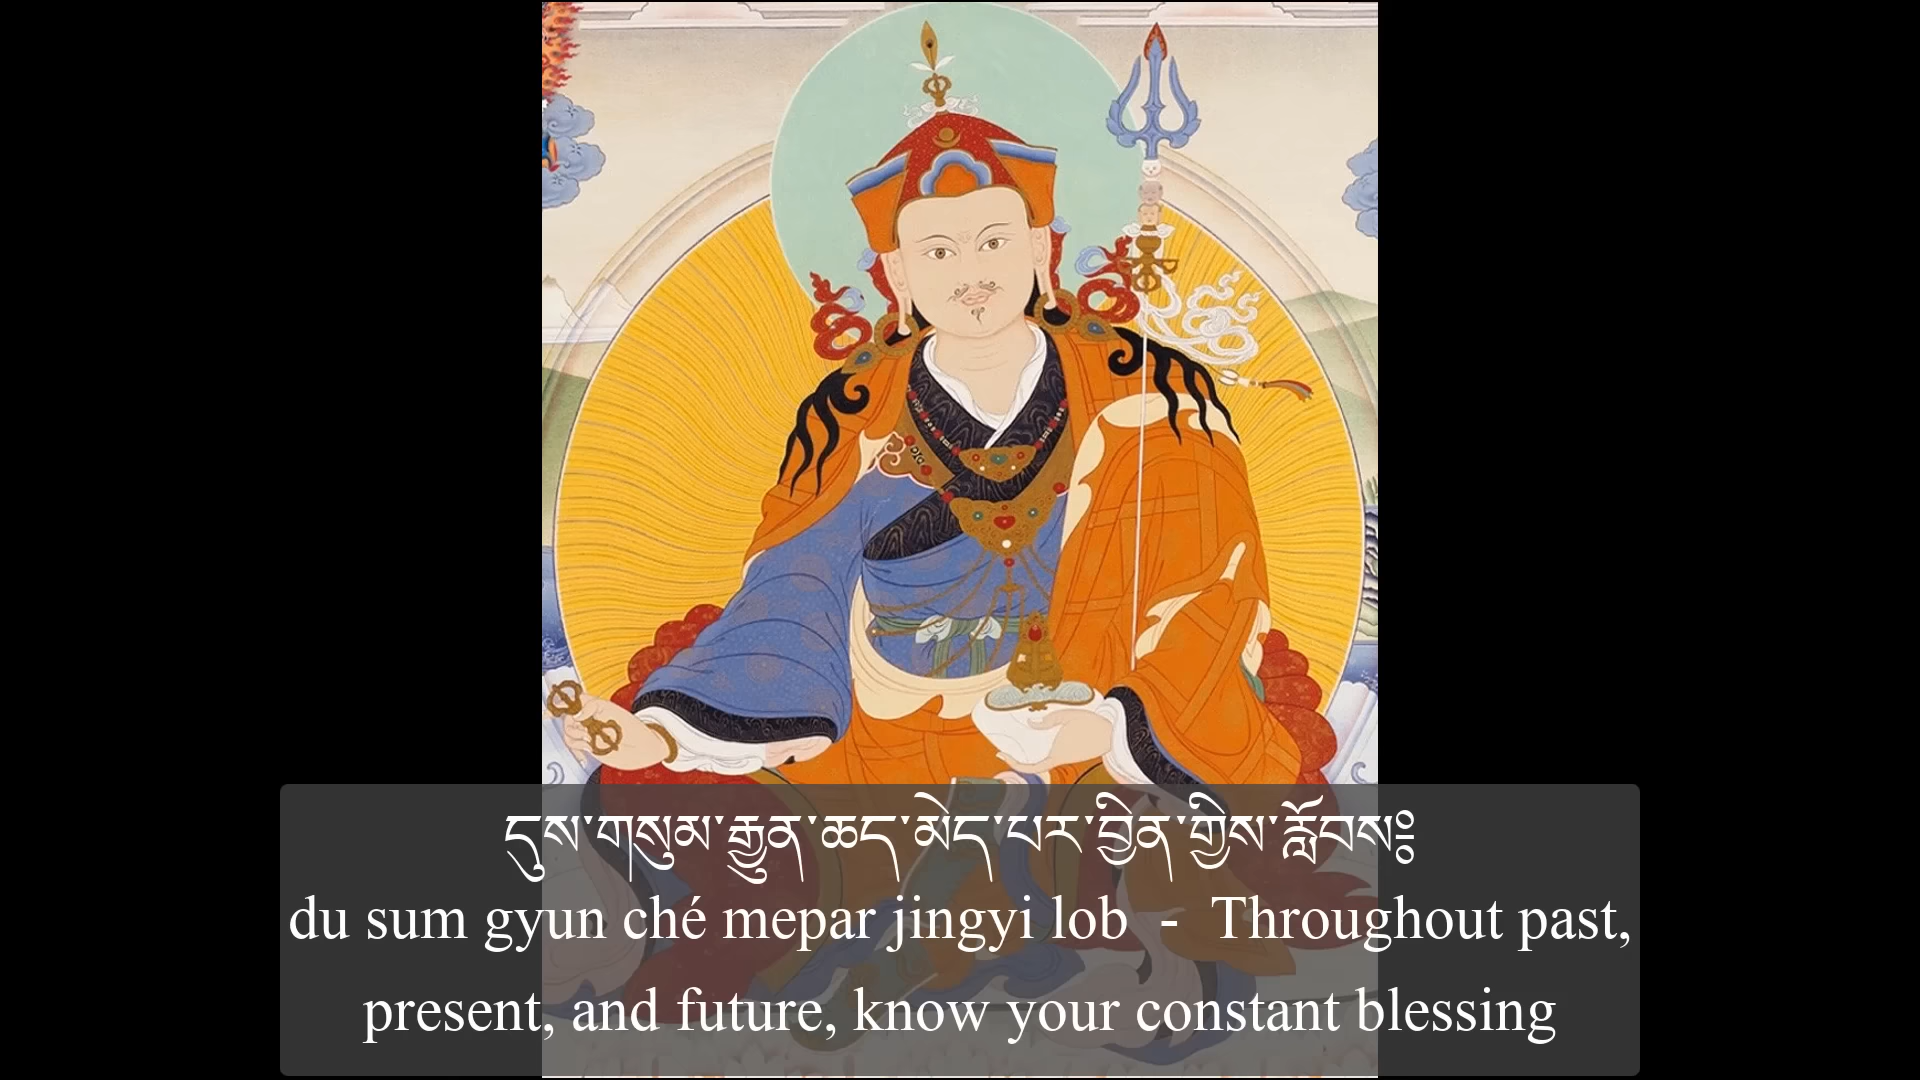 དུས་གསུམ་རྒྱུན་ཆད་མེད་པར་བྱིན་གྱིས་རློབས༔
du sum gyun ché mepar jingyi lob  -  Throughout past,
present, and future, know your constant blessing